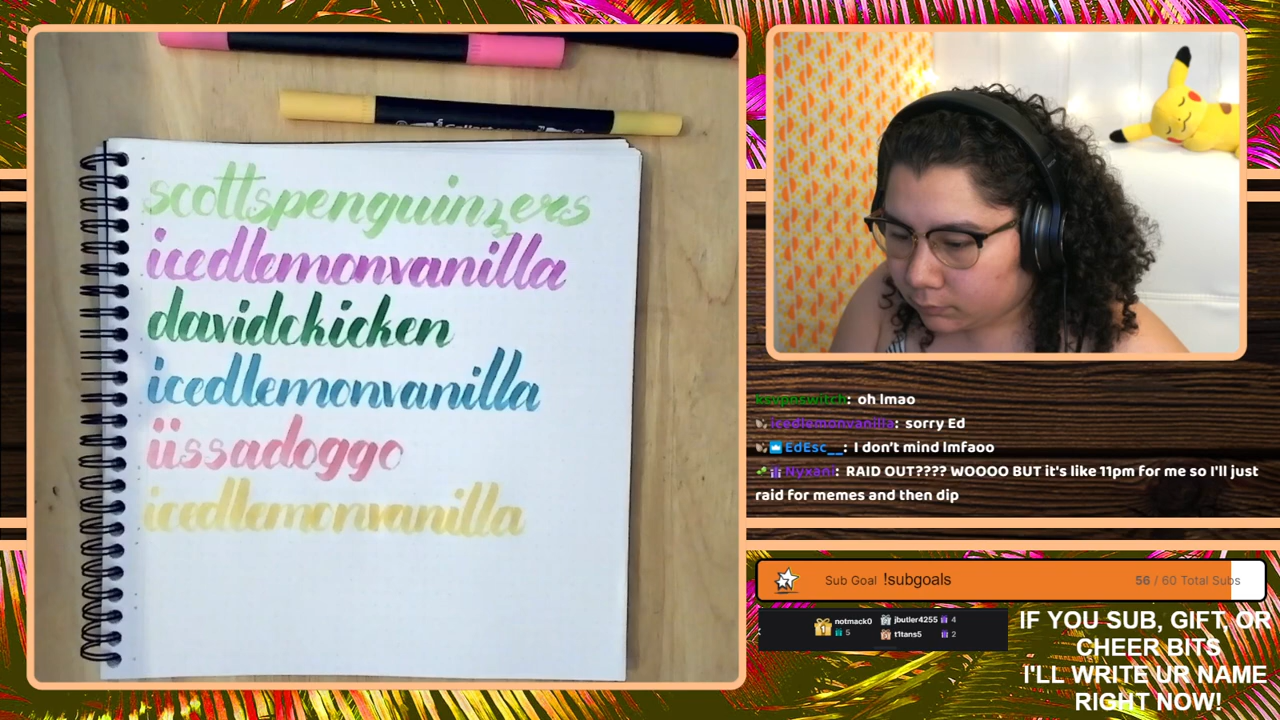 scottspenguinzers
icedlemonvanilla
davidckicken
icedlemonvanilla
iissadoggo
icedlemonvanilla
ksnipeswitch: oh lmao
icedlemonvanilla: sorry Ed
EdEsc__: I don't mind lmfaoo
Nyxani: RAID OUT???? WOOOO BUT it's like 11pm for me so I'll just
raid for memes and then dip
Sub Goal !subgoals 56 / 60 Total Subs
notmack0 5
jbutler4255 4
t1tans5 2
IF YOU SUB, GIFT, OR
CHEER BITS
I'LL WRITE UR NAME
RIGHT NOW!